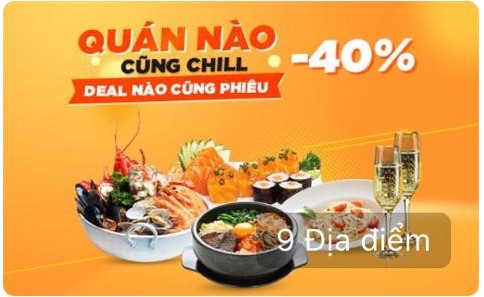 QUÁN NÀO
CŨNG CHILL
-40%
DEAL NÀO CŨNG PHIÊU
9 Địa điểm